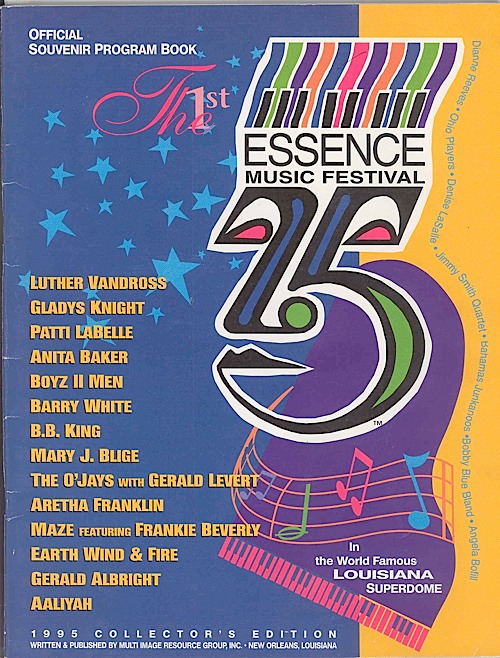 OFFICIAL
SOUVENIR PROGRAM BOOK
The 1st
ESSENCE
MUSIC FESTIVAL
25
TM
LUTHER VANDROSS
GLADYS KNIGHT
PATTI LABELLE
ANITA BAKER
BOYZ II MEN
BARRY WHITE
B.B. KING
MARY J. BLIGE
THE O'JAYS WITH GERALD LEVERT
ARETHA FRANKLIN
MAZE FEATURING FRANKIE BEVERLY
EARTH WIND & FIRE
GERALD ALBRIGHT
AALIYAH
Dianne Reeves • Ohio Players • Denise LaSalle • Jimmy Smith Quartet • Bahamas Junkanoos • Bobby Blue Bland • Angela Bofill
In
the World Famous
LOUISIANA
SUPERDOME
1995 COLLECTOR'S EDITION
WRITTEN & PUBLISHED BY MULTI IMAGE RESOURCE GROUP, INC. • NEW ORLEANS, LOUISIANA